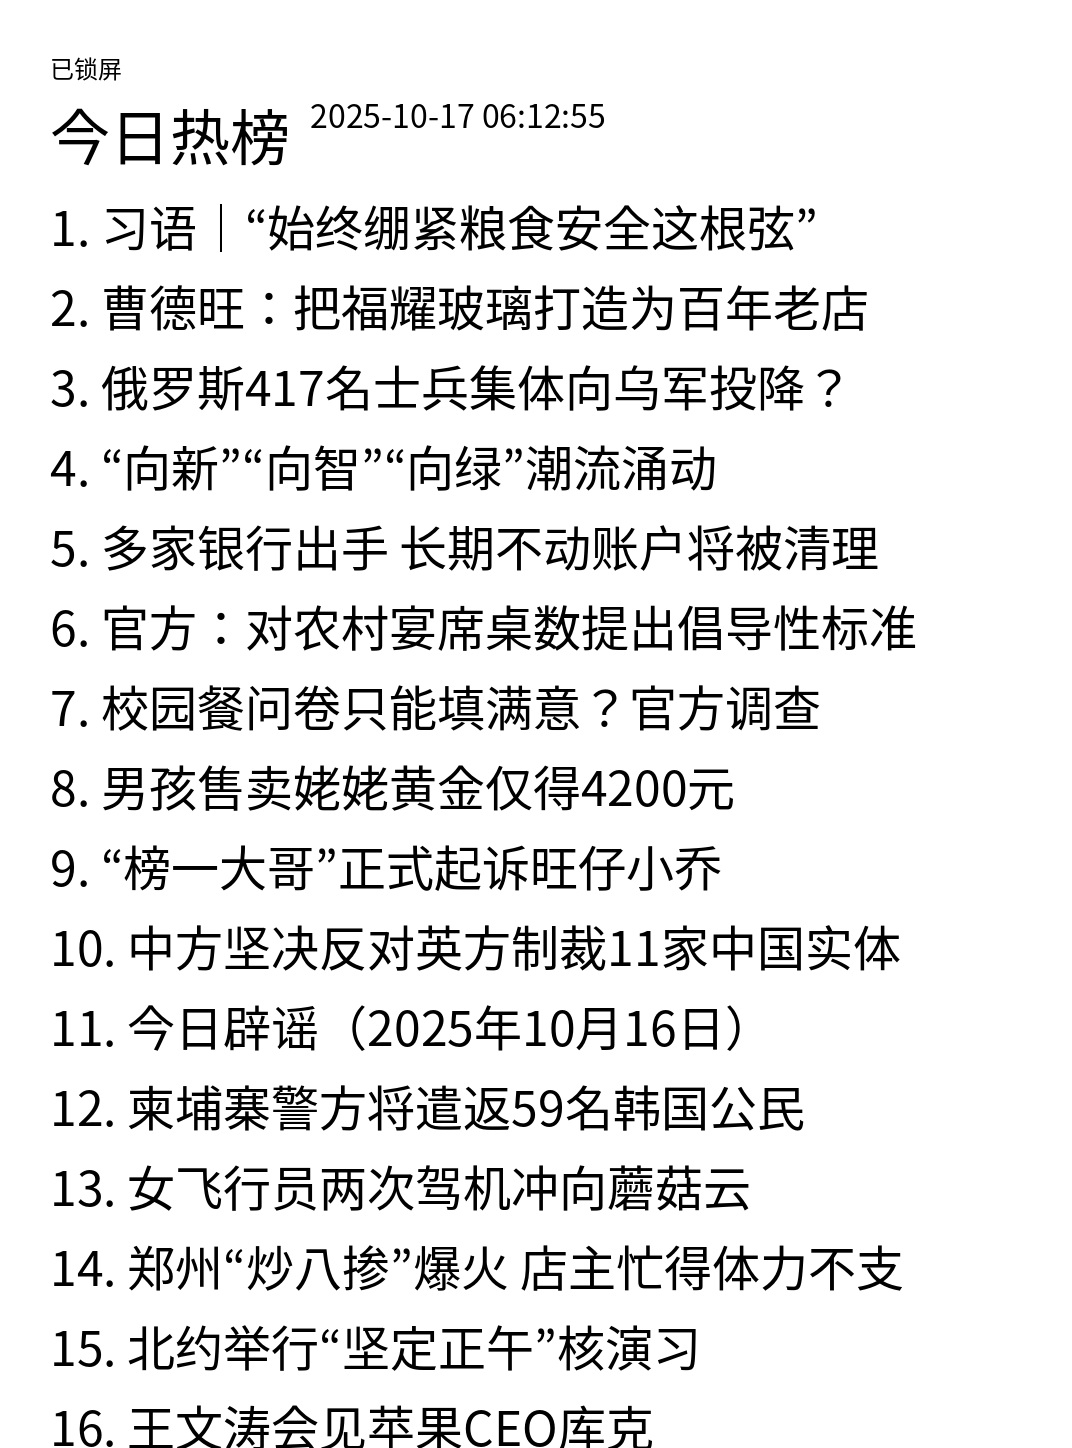 已锁屏
今日热榜 2025-10-17 06:12:55
1. 习语｜“始终绷紧粮食安全这根弦”
2. 曹德旺：把福耀玻璃打造为百年老店
3. 俄罗斯417名士兵集体向乌军投降？
4. “向新”“向智”“向绿”潮流涌动
5. 多家银行出手 长期不动账户将被清理
6. 官方：对农村宴席桌数提出倡导性标准
7. 校园餐问卷只能填满意？官方调查
8. 男孩售卖姥姥黄金仅得4200元
9. “榜一大哥”正式起诉旺仔小乔
10. 中方坚决反对英方制裁11家中国实体
11. 今日辟谣（2025年10月16日）
12. 柬埔寨警方将遣返59名韩国公民
13. 女飞行员两次驾机冲向蘑菇云
14. 郑州“炒八掺”爆火 店主忙得体力不支
15. 北约举行“坚定正午”核演习
16. 王文涛会见苹果CEO库克